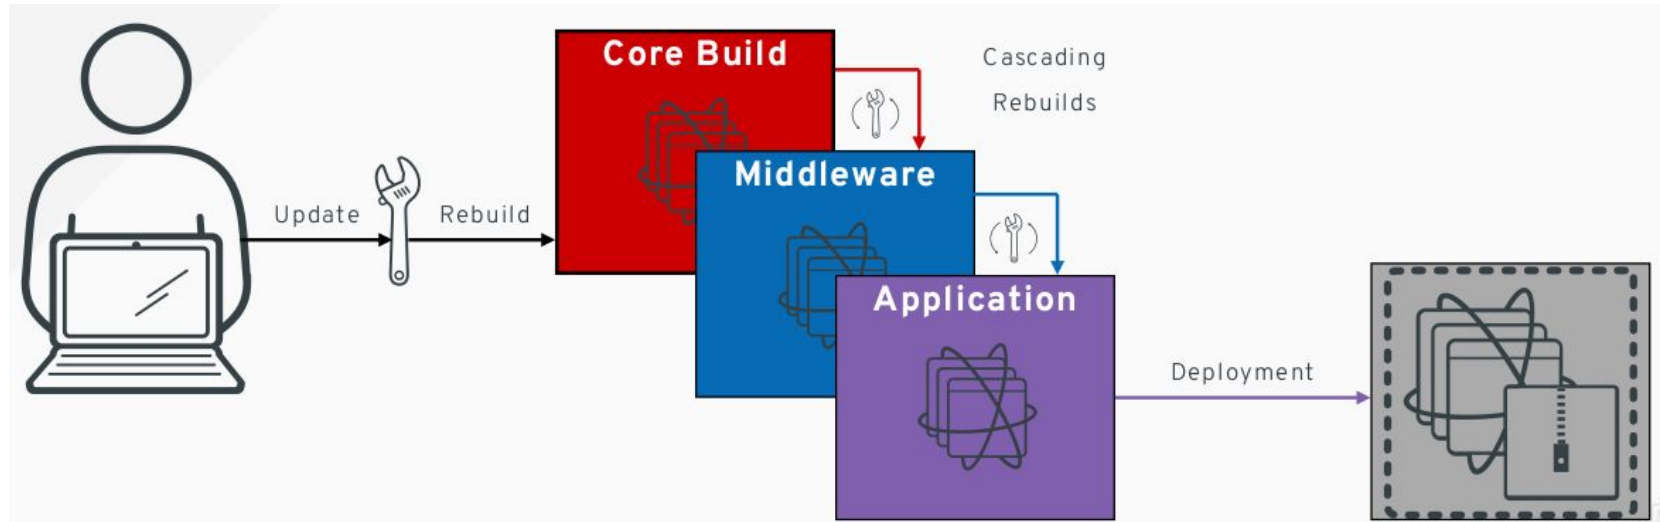 Core Build
Cascading
Rebuilds
Middleware
Update
Rebuild
Application
Deployment